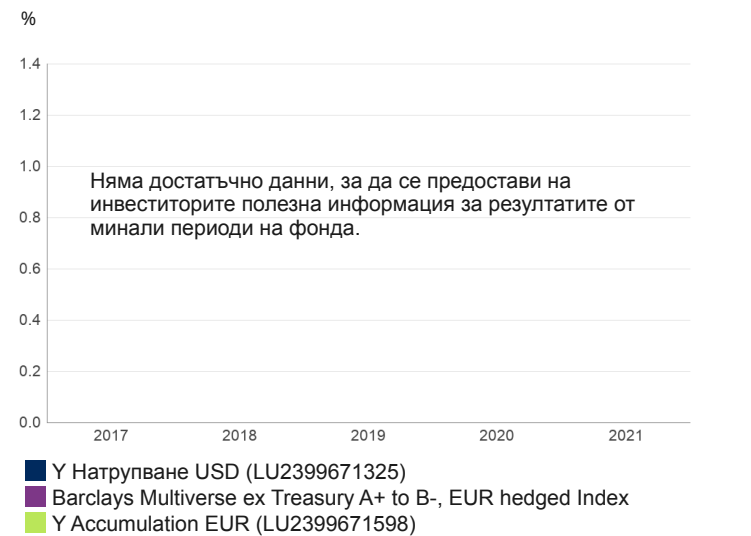 %
1.4
1.2
1.0
Няма достатъчно данни, за да се предостави на
инвеститорите полезна информация за резултатите от
0.8
минали периоди на фонда.
0.6
0.4
0.2
0.0
2017 2018 2019 2020 2021
Y Натрупване USD (LU2399671325)
Barclays Multiverse ex Treasury A+ to B-, EUR hedged Index
Y Accumulation EUR (LU2399671598)